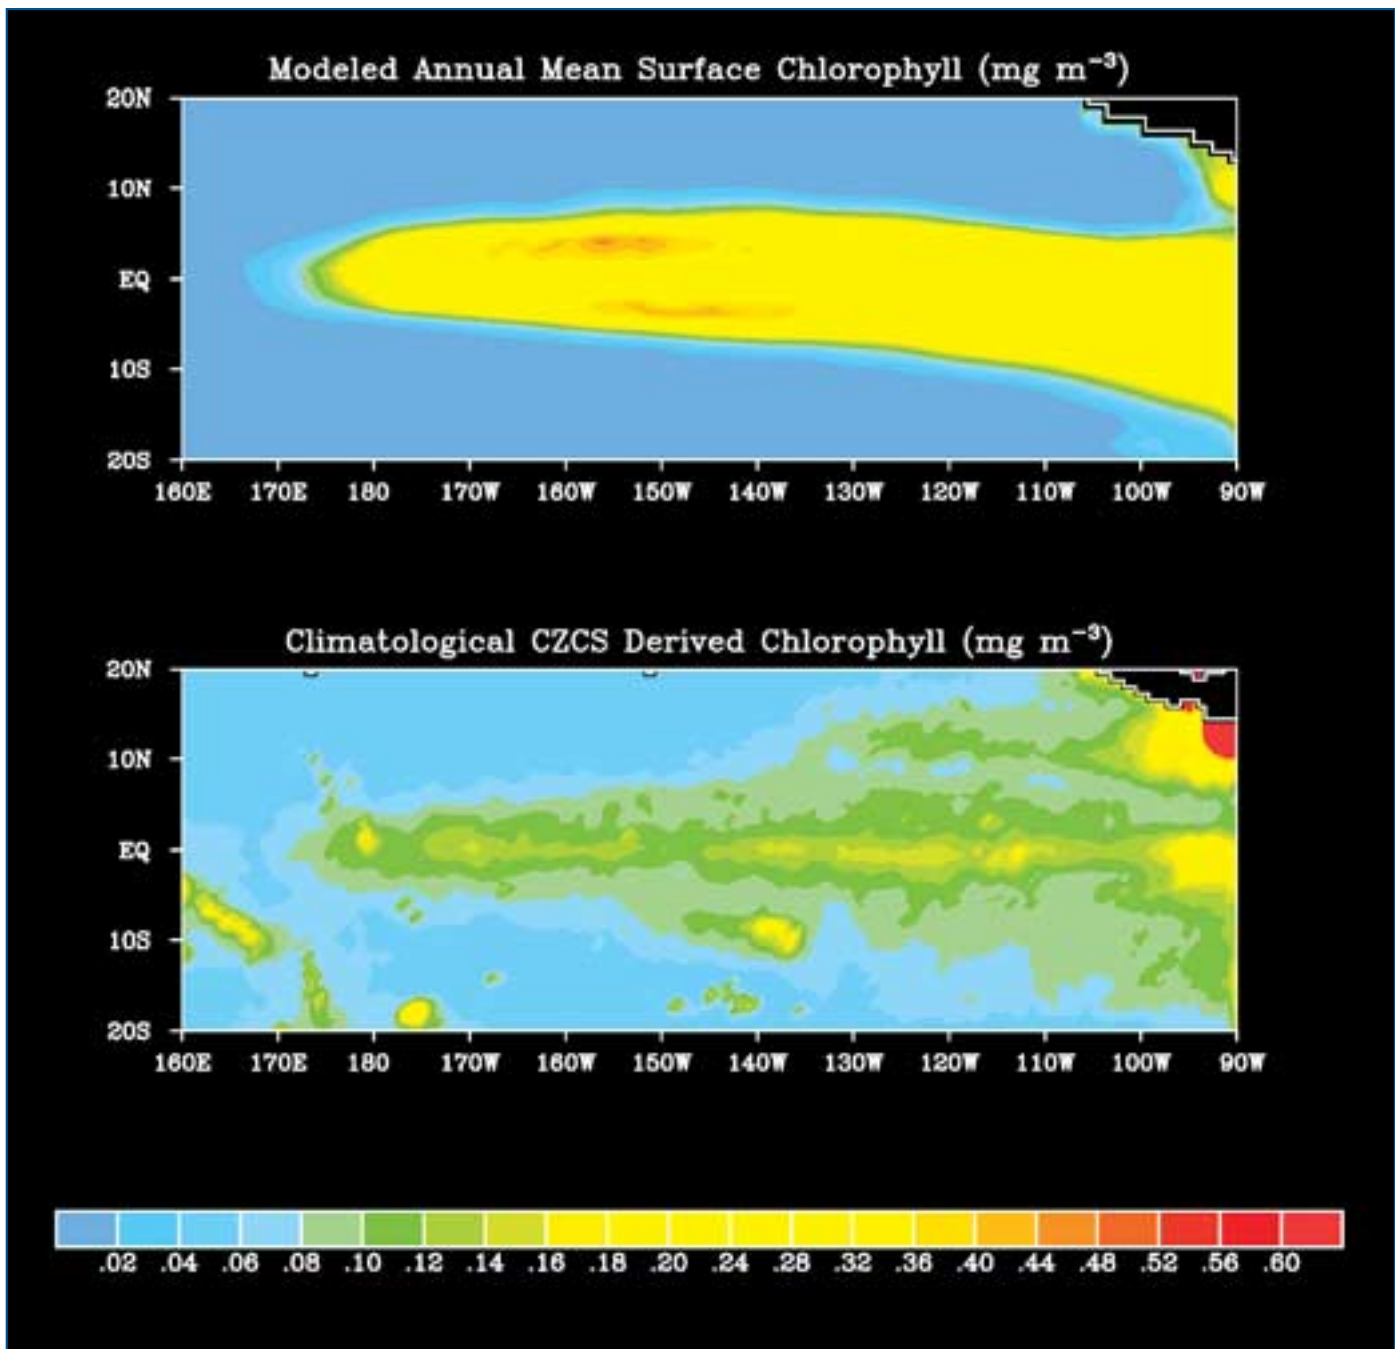 Modeled Annual Mean Surface Chlorophyll (mg m⁻³)
20N
10N
EQ
10S
20S
160E 170E 180 170W 160W 150W 140W 130W 120W 110W 100W 90W
Climatological CZCS Derived Chlorophyll (mg m⁻³)
20N
10N
EQ
10S
20S
160E 170E 180 170W 160W 150W 140W 130W 120W 110W 100W 90W
.02 .04 .06 .08 .10 .12 .14 .16 .18 .20 .24 .28 .32 .36 .40 .44 .48 .52 .56 .60